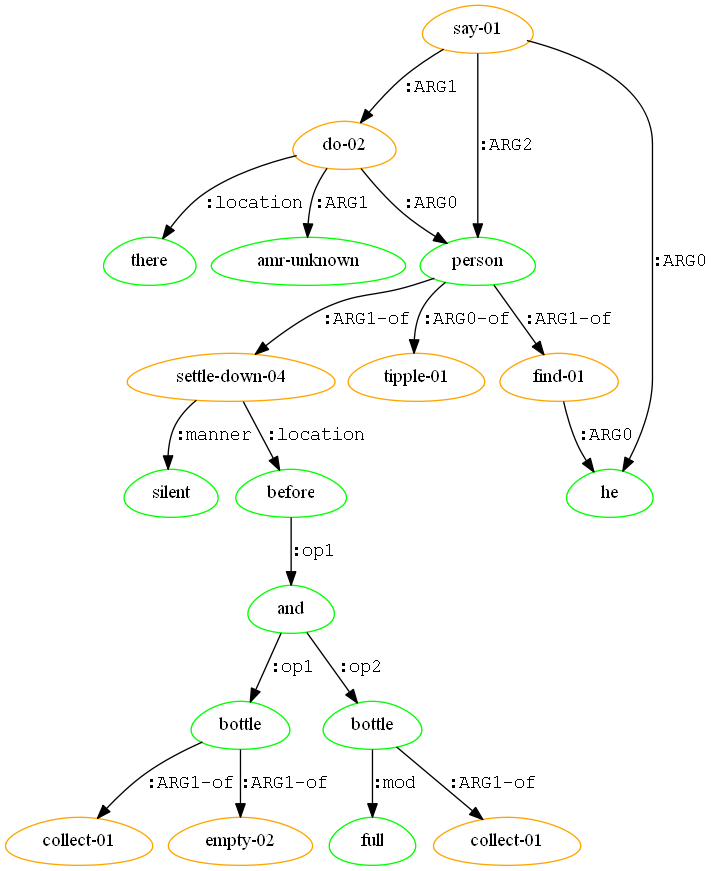 say-01
:ARG1
do-02
:ARG2
:location :ARG1 :ARG0
there amr-unknown person :ARG0
:ARG1-of :ARG0-of :ARG1-of
settle-down-04 tipple-01 find-01
:manner :location :ARG0
silent before he
:op1
and
:op1 :op2
bottle bottle
:ARG1-of :ARG1-of :mod :ARG1-of
collect-01 empty-02 full collect-01